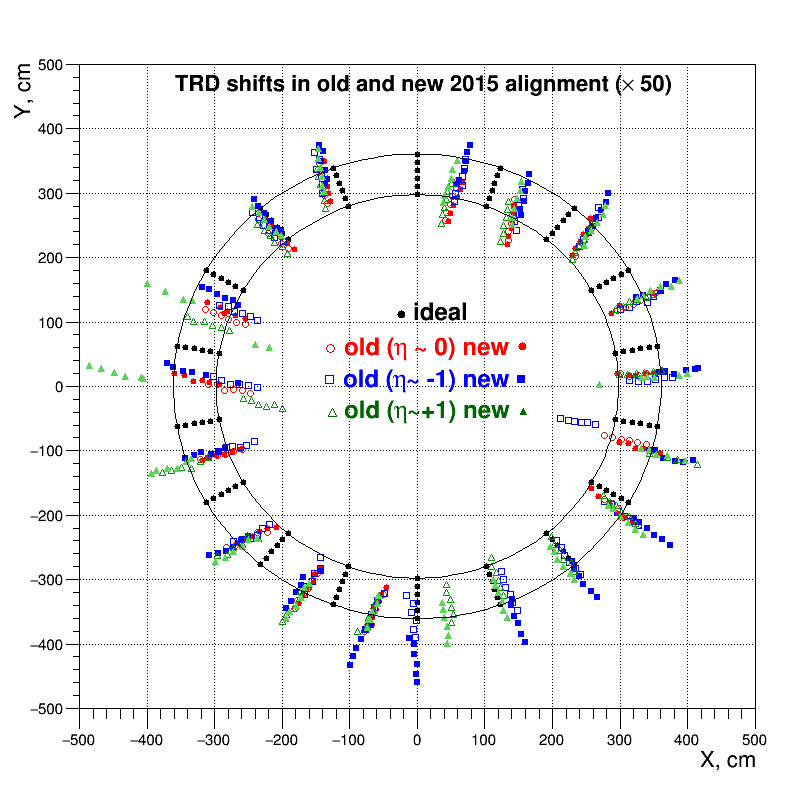 TRD shifts in old and new 2015 alignment (× 50)
Y, cm
500
400
300
200
100
0
−100
−200
−300
−400
−500
ideal
old (η ~ 0) new
old (η~ -1) new
old (η~+1) new
−500 −400 −300 −200 −100 0 100 200 300 400 500
X, cm